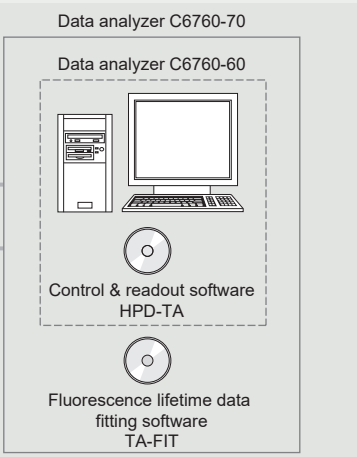 Data analyzer C6760-70
Data analyzer C6760-60
Control & readout software
HPD-TA
Fluorescence lifetime data
fitting software
TA-FIT